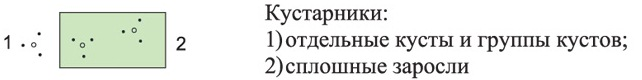 1
2
Кустарники:
1) отдельные кусты и группы кустов;
2) сплошные заросли